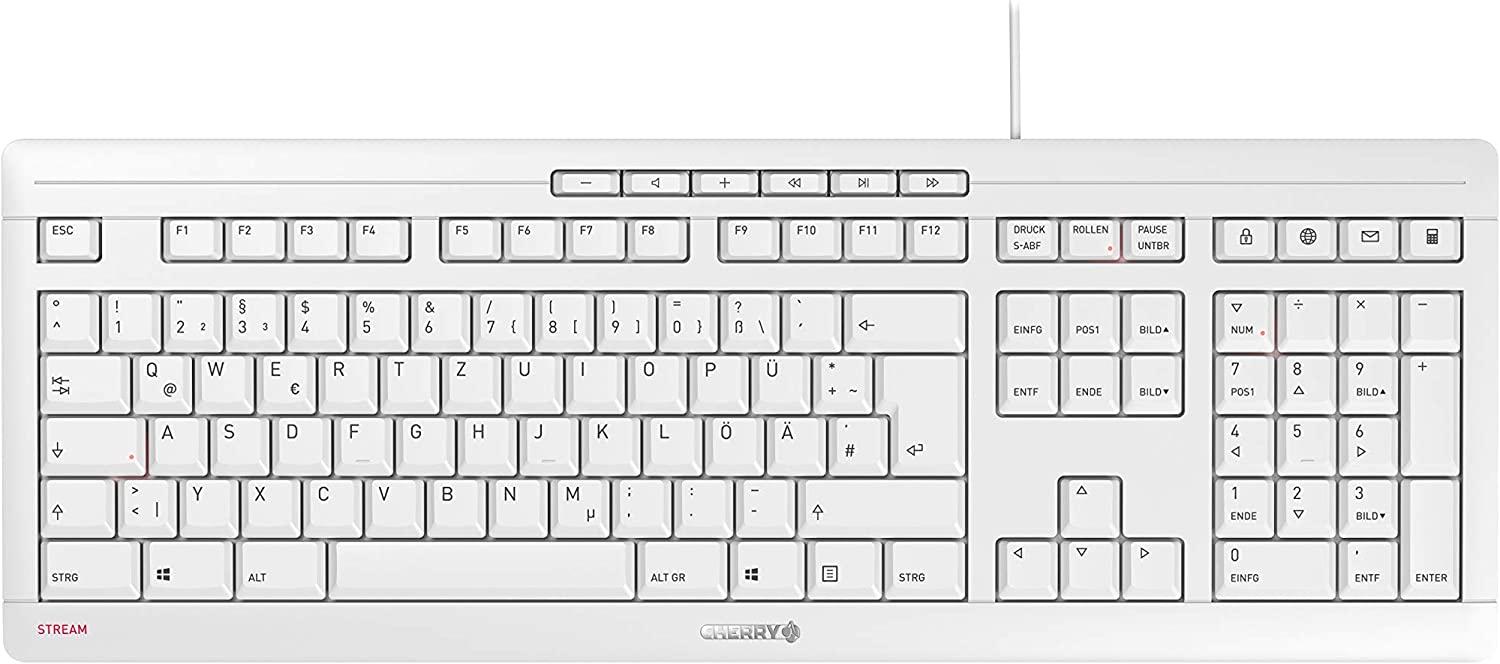 − +
ESC F1 F2 F3 F4 F5 F6 F7 F8 F9 F10 F11 F12 DRUCK ROLLEN PAUSE
S-ABF UNTBR
° ! " § $ % & / ( ) = ? ` ÷ × −
^ 1 2 ² 3 ³ 4 5 6 7 { 8 [ 9 ] 0 } ß \ ´ EINFG POS1 BILD▲ NUM
Q W E R T Z U I O P Ü * 7 8 9 +
@ € + ~ ENTF ENDE BILD▼ POS1 BILD▲
A S D F G H J K L Ö Ä ' 4 5 6
#
> Y X C V B N M ; : – 1 2 3
< | µ , . - ENDE BILD▼
0 ,
STRG ALT ALT GR STRG EINFG ENTF ENTER
STREAM CHERRY